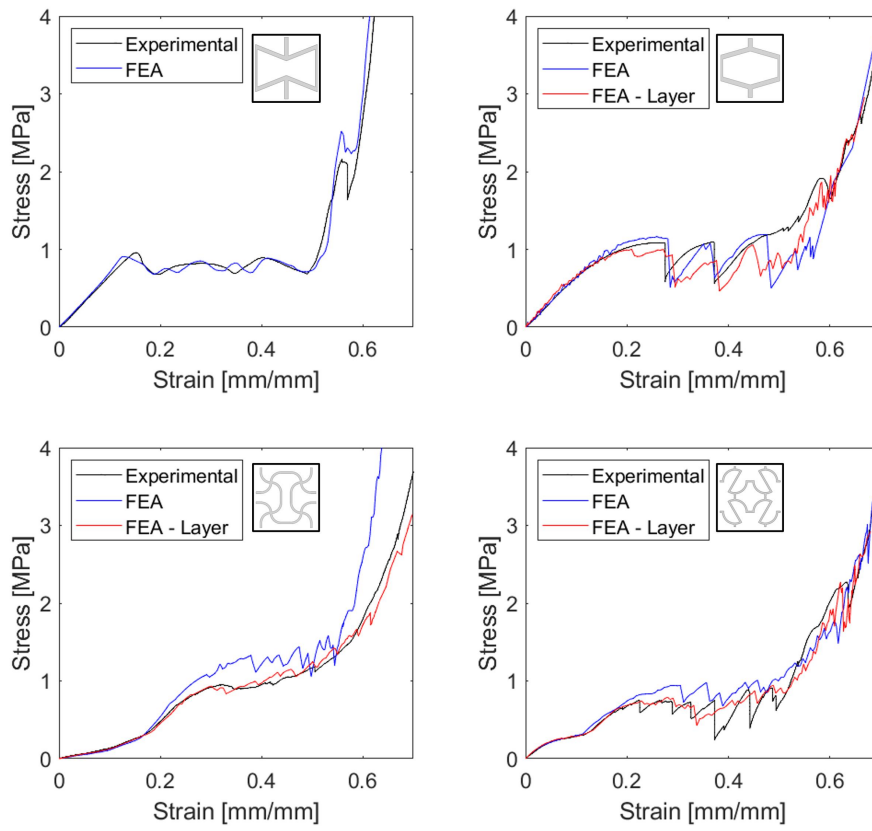 4
3
2
1
0
Stress [MPa]
Experimental
FEA
0
0.2
0.4
0.6
Strain [mm/mm]
4
3
2
1
0
Stress [MPa]
Experimental
FEA
FEA - Layer
0
0.2
0.4
0.6
Strain [mm/mm]
4
3
2
1
0
Stress [MPa]
Experimental
FEA
FEA - Layer
0
0.2
0.4
0.6
Strain [mm/mm]
4
3
2
1
0
Stress [MPa]
Experimental
FEA
FEA - Layer
0
0.2
0.4
0.6
Strain [mm/mm]